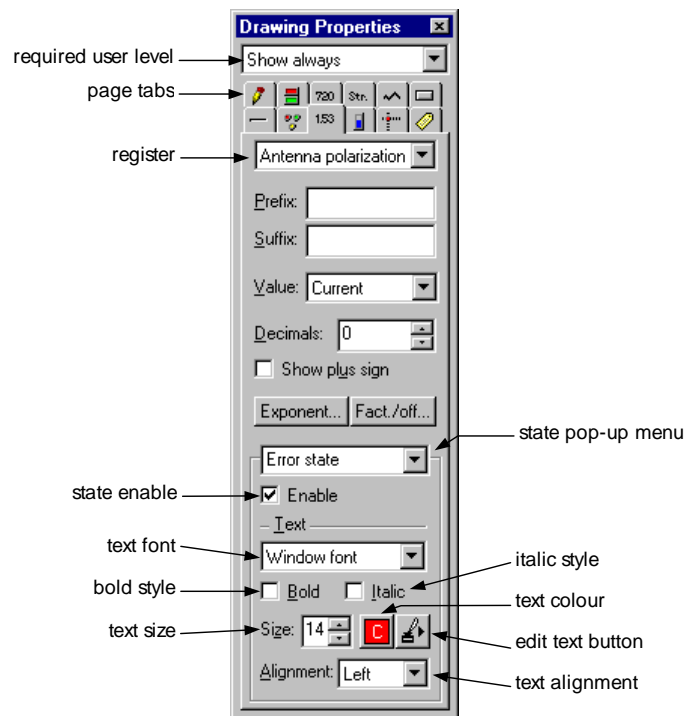 Drawing Properties
required user level
Show always
page tabs
720 Str.
1.53
register
Antenna polarization
Prefix:
Suffix:
Value: Current
Decimals: 0
Show plus sign
Exponent... Fact./off...
state pop-up menu
Error state
state enable
Enable
Text
text font
Window font
italic style
bold style
Bold Italic
text colour
text size
Size: 14 C
edit text button
Alignment: Left
text alignment